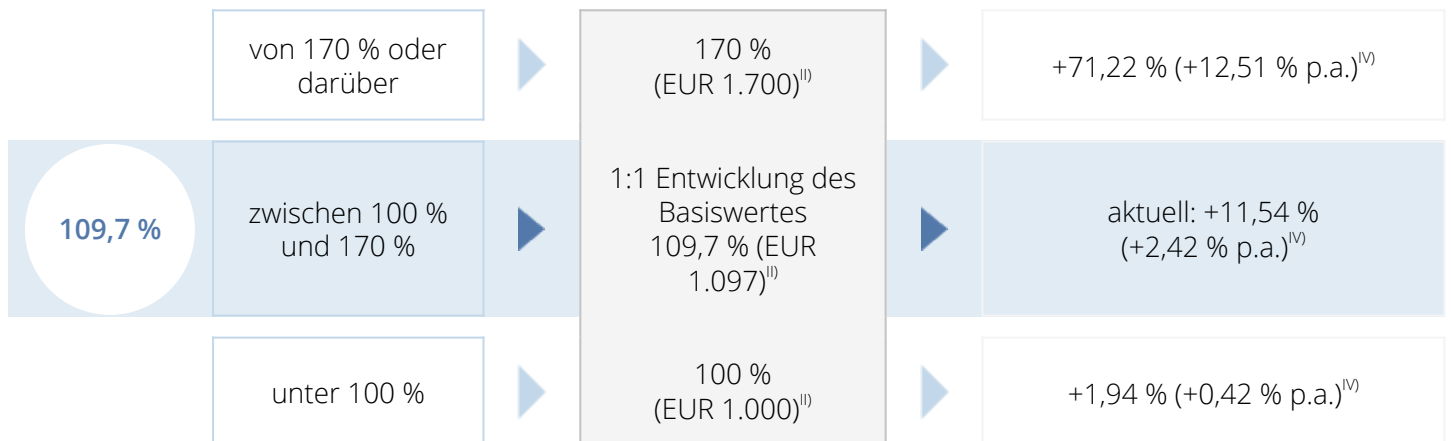 von 170 % oder
darüber
170 %
(EUR 1.700)II)
+71,22 % (+12,51 % p.a.)IV)
109,7 %
zwischen 100 %
und 170 %
1:1 Entwicklung des
Basiswertes
109,7 % (EUR
1.097)II)
aktuell: +11,54 %
(+2,42 % p.a.)IV)
unter 100 %
100 %
(EUR 1.000)II)
+1,94 % (+0,42 % p.a.)IV)